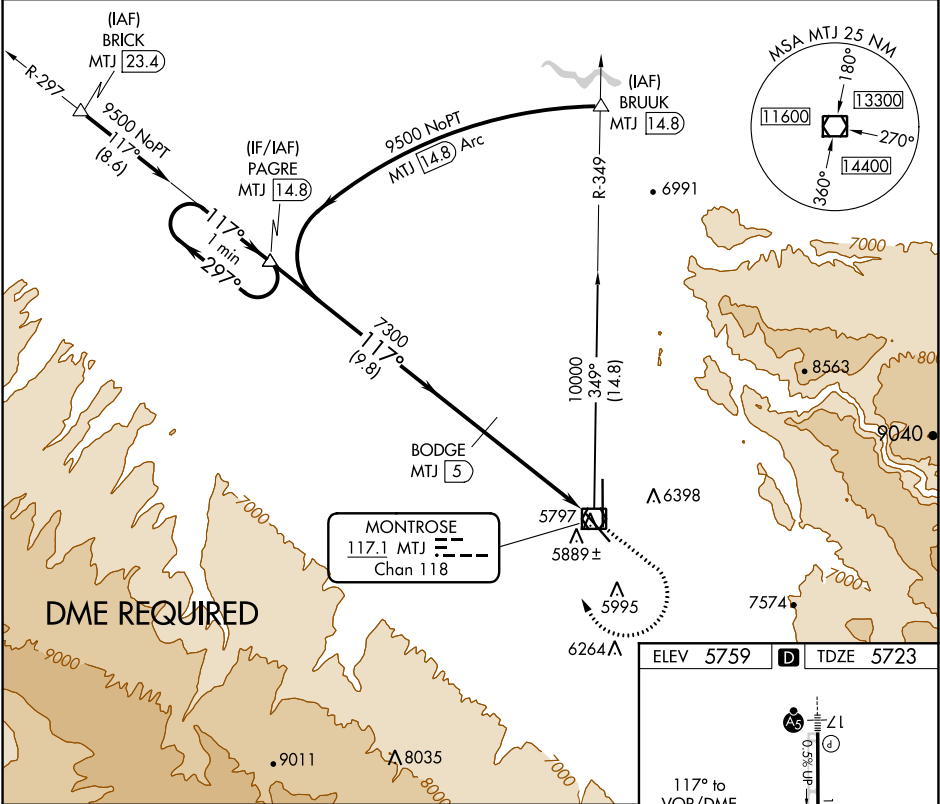 (IAF)
BRICK
MTJ 23.4
R-297
9500 NoPT
117°
(8.6)
(IF/IAF)
PAGRE
MTJ 14.8
117°
1 min
297°
9500 NoPT
MTJ 14.8 Arc
(IAF)
BRUUK
MTJ 14.8
R-349
6991
MSA MTJ 25 NM
180°
13300
11600
270°
14400
360°
7000
7300
117°
(9.8)
10000
349°
(14.8)
8563
800
9040
BODGE
MTJ 5
6398
5797
5889 ±
MONTROSE
117.1 MTJ
Chan 118
7000
7000
5995
7574
6264
DME REQUIRED
9000
9011
8035
8000
7000
ELEV 5759 D TDZE 5723
A5
17
P
0.5% UP
1
117° to
VOR/DME